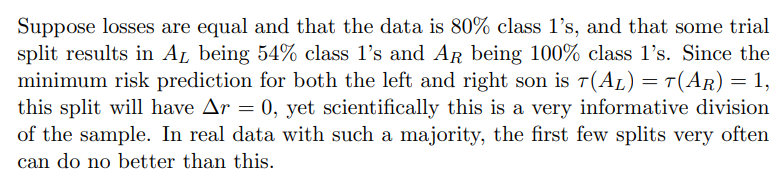 Suppose losses are equal and that the data is 80% class 1's, and that some trial
split results in A_L being 54% class 1's and A_R being 100% class 1's. Since the
minimum risk prediction for both the left and right son is τ(A_L) = τ(A_R) = 1,
this split will have Δr = 0, yet scientifically this is a very informative division
of the sample. In real data with such a majority, the first few splits very often
can do no better than this.